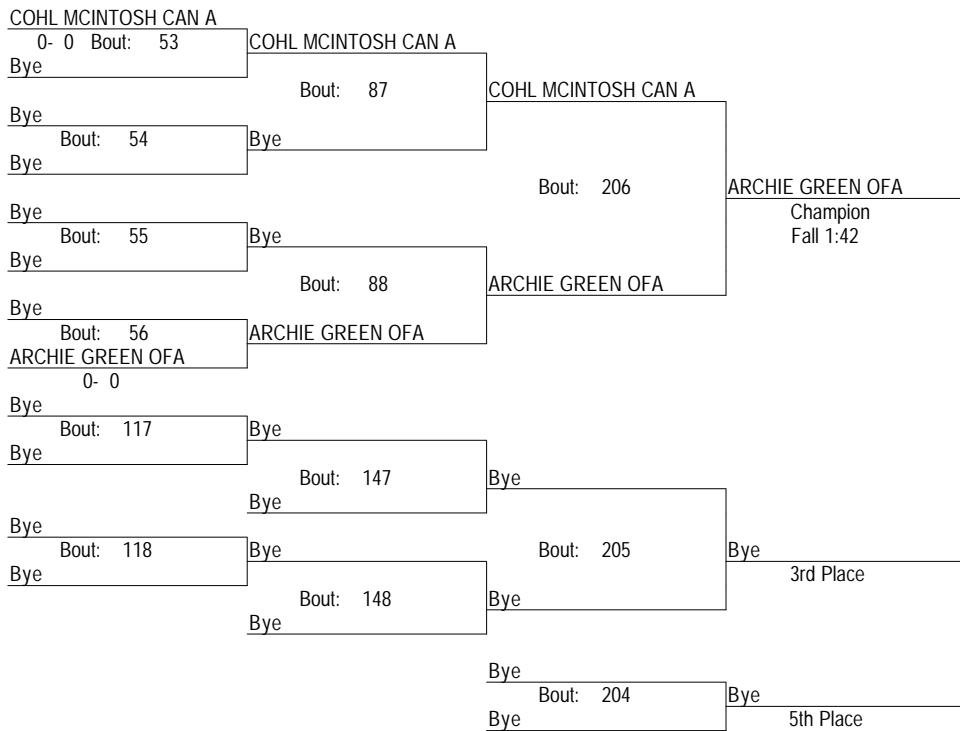 COHL MCINTOSH CAN A
0- 0 Bout: 53
Bye
Bye
Bout: 54
Bye
Bye
Bout: 55
Bye
Bye
Bout: 56
ARCHIE GREEN OFA
0- 0
Bye
Bout: 117
Bye
Bye
Bout: 118
Bye
COHL MCINTOSH CAN A
Bout: 87
Bye
Bye
Bout: 88
ARCHIE GREEN OFA
Bye
Bout: 147
Bye
Bye
Bout: 148
Bye
COHL MCINTOSH CAN A
Bout: 206
ARCHIE GREEN OFA
Bye
Bout: 205
Bye
Bye
Bout: 204
Bye
ARCHIE GREEN OFA
Champion
Fall 1:42
Bye
3rd Place
Bye
5th Place